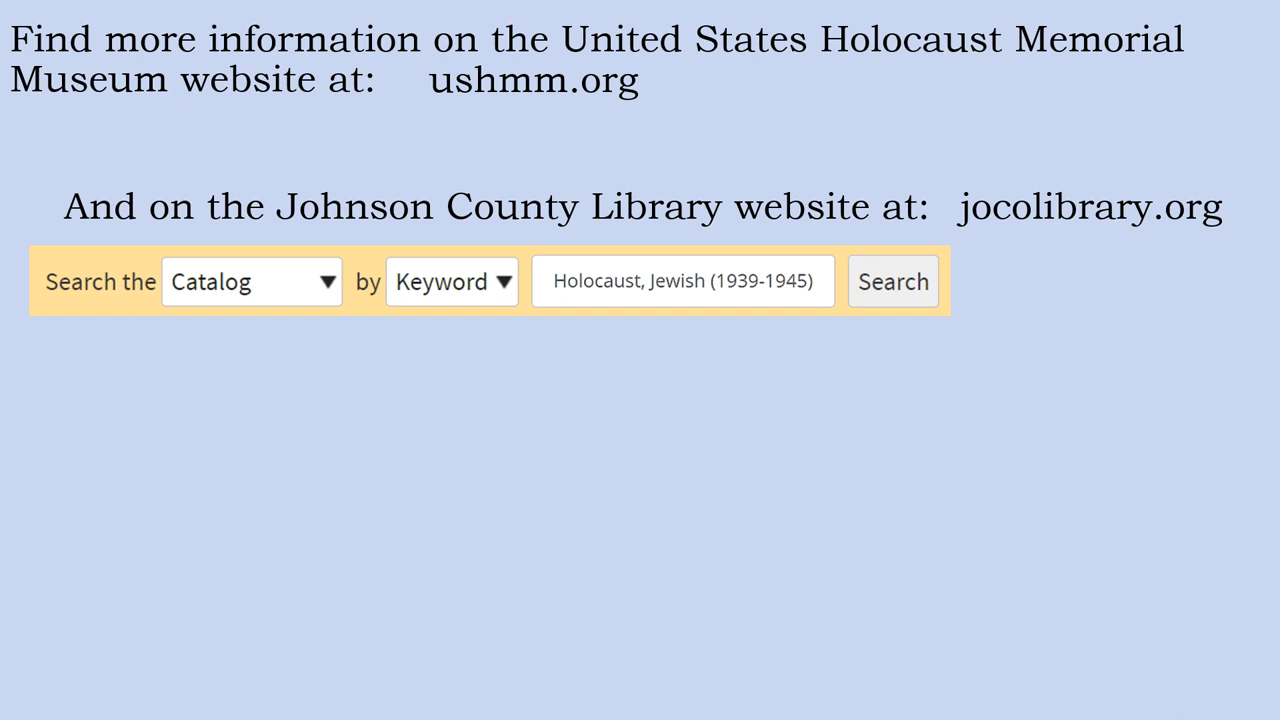 Find more information on the United States Holocaust Memorial
Museum website at: ushmm.org
And on the Johnson County Library website at: jocolibrary.org
Search the Catalog by Keyword Holocaust, Jewish (1939-1945) Search